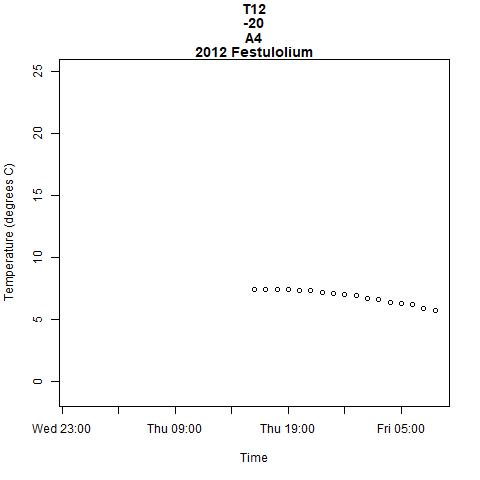 T12
-20
A4
2012 Festulolium
25
20
15
10
5
0
Temperature (degrees C)
Wed 23:00 Thu 09:00 Thu 19:00 Fri 05:00
Time